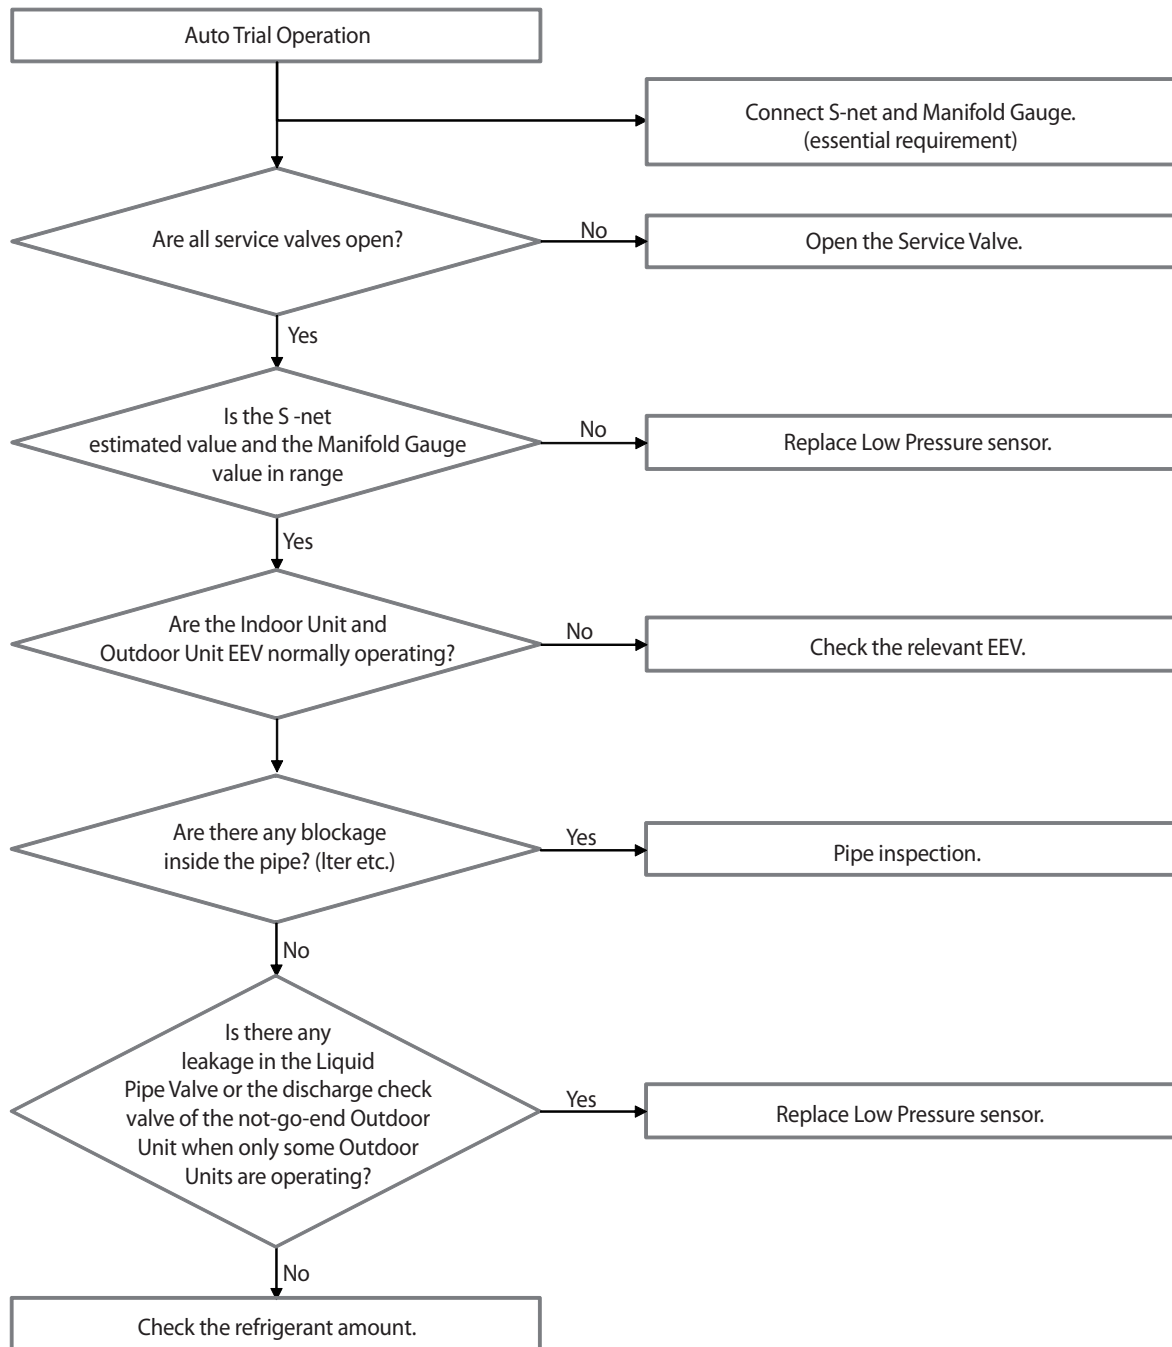 Auto Trial Operation
Connect S-net and Manifold Gauge.
(essential requirement)
Are all service valves open?
No
Open the Service Valve.
Yes
Is the S -net
estimated value and the Manifold Gauge
value in range
No
Replace Low Pressure sensor.
Yes
Are the Indoor Unit and
Outdoor Unit EEV normally operating?
No
Check the relevant EEV.
Are there any blockage
inside the pipe? (lter etc.)
Yes
Pipe inspection.
No
Is there any
leakage in the Liquid
Pipe Valve or the discharge check
valve of the not-go-end Outdoor
Unit when only some Outdoor
Units are operating?
Yes
Replace Low Pressure sensor.
No
Check the refrigerant amount.